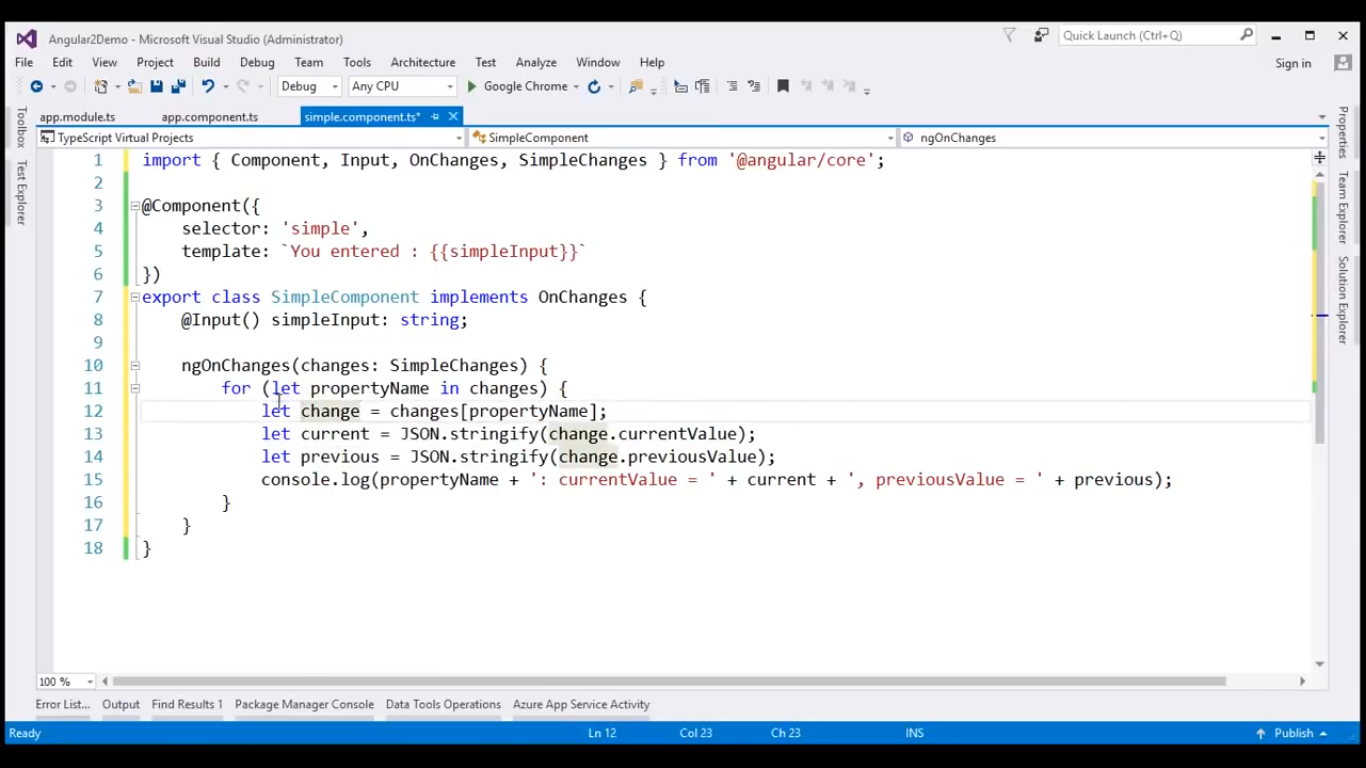 Angular2Demo - Microsoft Visual Studio (Administrator)
Quick Launch (Ctrl+Q)
File Edit View Project Build Debug Team Tools Architecture Test Analyze Window Help
Sign in
Debug Any CPU Google Chrome
app.module.ts app.component.ts simple.component.ts*
TypeScript Virtual Projects SimpleComponent ngOnChanges
Toolbox
Test Explorer
1 import { Component, Input, OnChanges, SimpleChanges } from '@angular/core';
2
3 @Component({
4 selector: 'simple',
5 template: `You entered : {{simpleInput}}`
6 })
7 export class SimpleComponent implements OnChanges {
8 @Input() simpleInput: string;
9
10 ngOnChanges(changes: SimpleChanges) {
11 for (let propertyName in changes) {
12 let change = changes[propertyName];
13 let current = JSON.stringify(change.currentValue);
14 let previous = JSON.stringify(change.previousValue);
15 console.log(propertyName + ': currentValue = ' + current + ', previousValue = ' + previous);
16 }
17 }
18 }
Properties
Team Explorer
Solution Explorer
100 %
Error List... Output Find Results 1 Package Manager Console Data Tools Operations Azure App Service Activity
Ready Ln 12 Col 23 Ch 23 INS Publish